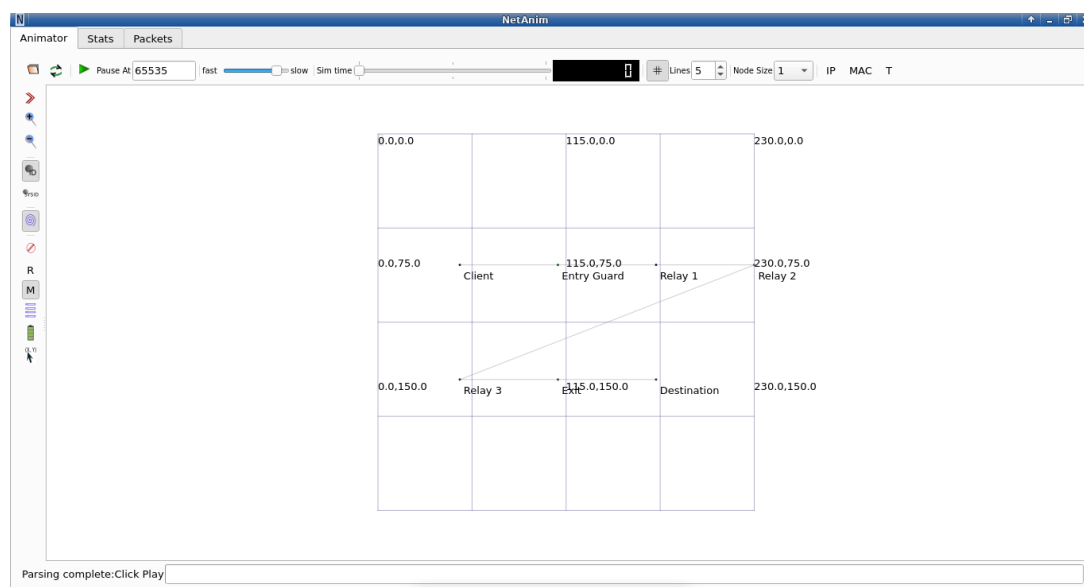 N NetAnim
Animator Stats Packets
Pause At 65535 fast slow Sim time 0 # Lines 5 Node Size 1 IP MAC T
0.0,0.0 115.0,0.0 230.0,0.0
SYSID
0.0,75.0 115.0,75.0 230.0,75.0
Client Entry Guard Relay 1 Relay 2
R
M
(X,Y)
0.0,150.0 115.0,150.0 230.0,150.0
Relay 3 Exit Destination
Parsing complete:Click Play